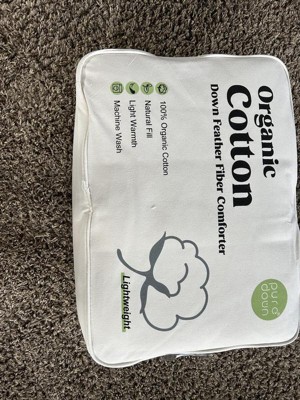 Organic
Cotton
Down Feather Fiber Comforter
100% Organic Cotton
Natural Fill
Light Warmth
Machine Wash
Lightweight
puredown